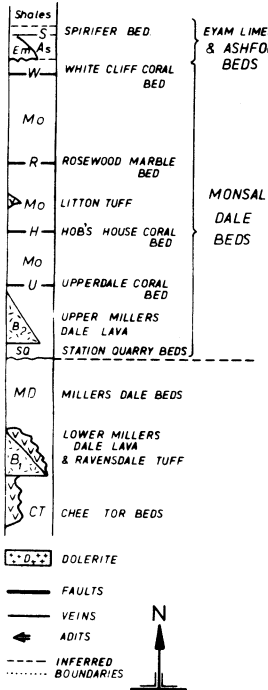 Shales
S SPIRIFER BED. EYAM LIME
Em As & ASHFO
BEDS
W WHITE CLIFF CORAL
BED
Mo
R ROSEWOOD MARBLE
BED
Mo LITTON TUFF MONSAL
DALE
H HOB'S HOUSE CORAL
BED BEDS
Mo
U UPPERDALE CORAL
BED
B2 UPPER MILLERS
DALE LAVA
SQ STATION QUARRY BEDS
MD MILLERS DALE BEDS
LOWER MILLERS
DALE LAVA
B1 & RAVENSDALE TUFF
CT CHEE TOR BEDS
D DOLERITE
FAULTS
VEINS N
ADITS
INFERRED
BOUNDARIES